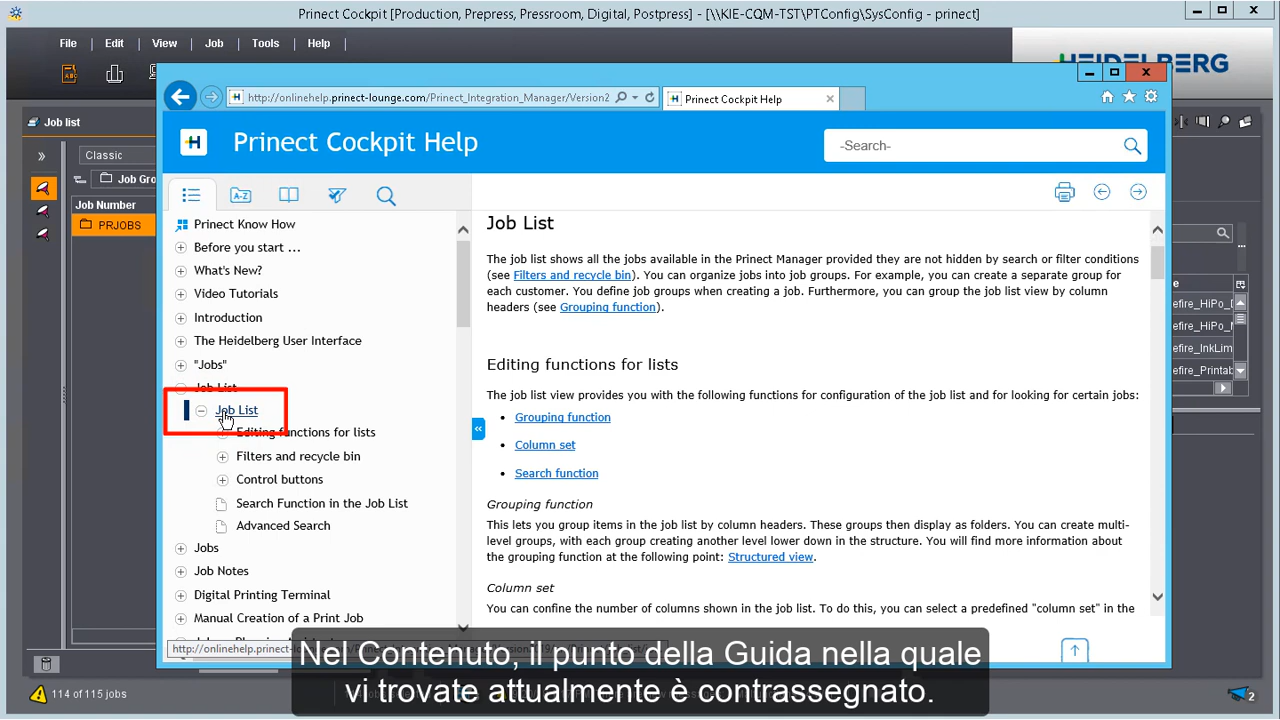 Prinect Cockpit [Production, Prepress, Pressroom, Digital, Postpress] - [\\KIE-CQM-TST\PTConfig\SysConfig - prinect]
File Edit View Job Tools Help
HEIDELBERG
http://onlinehelp.prinect-lounge.com/Prinect_Integration_Manager/Version2
Prinect Cockpit Help
Job list
Prinect Cockpit Help
-Search-
Classic
Job Gro
Job Number
PRJOBS
A-Z
Prinect Know How
Before you start ...
What's New?
Video Tutorials
Introduction
The Heidelberg User Interface
"Jobs"
Job List
Job List
Editing functions for lists
Filters and recycle bin
Control buttons
Search Function in the Job List
Advanced Search
Jobs
Job Notes
Digital Printing Terminal
Manual Creation of a Print Job
Job List
The job list shows all the jobs available in the Prinect Manager provided they are not hidden by search or filter conditions
(see Filters and recycle bin). You can organize jobs into job groups. For example, you can create a separate group for
each customer. You define job groups when creating a job. Furthermore, you can group the job list view by column
headers (see Grouping function).
Editing functions for lists
The job list view provides you with the following functions for configuration of the job list and for looking for certain jobs:
• Grouping function
• Column set
• Search function
Grouping function
This lets you group items in the job list by column headers. These groups then display as folders. You can create multi-
level groups, with each group creating another level lower down in the structure. You will find more information about
the grouping function at the following point: Structured view.
Column set
You can confine the number of columns shown in the job list. To do this, you can select a predefined "column set" in the
e
efire_HiPo_D
efire_HiPo_M
efire_InkLim
efire_Printab
http://onlinehelp.prinect-
Nel Contenuto, il punto della Guida nella quale
vi trovate attualmente è contrassegnato.
114 of 115 jobs
2